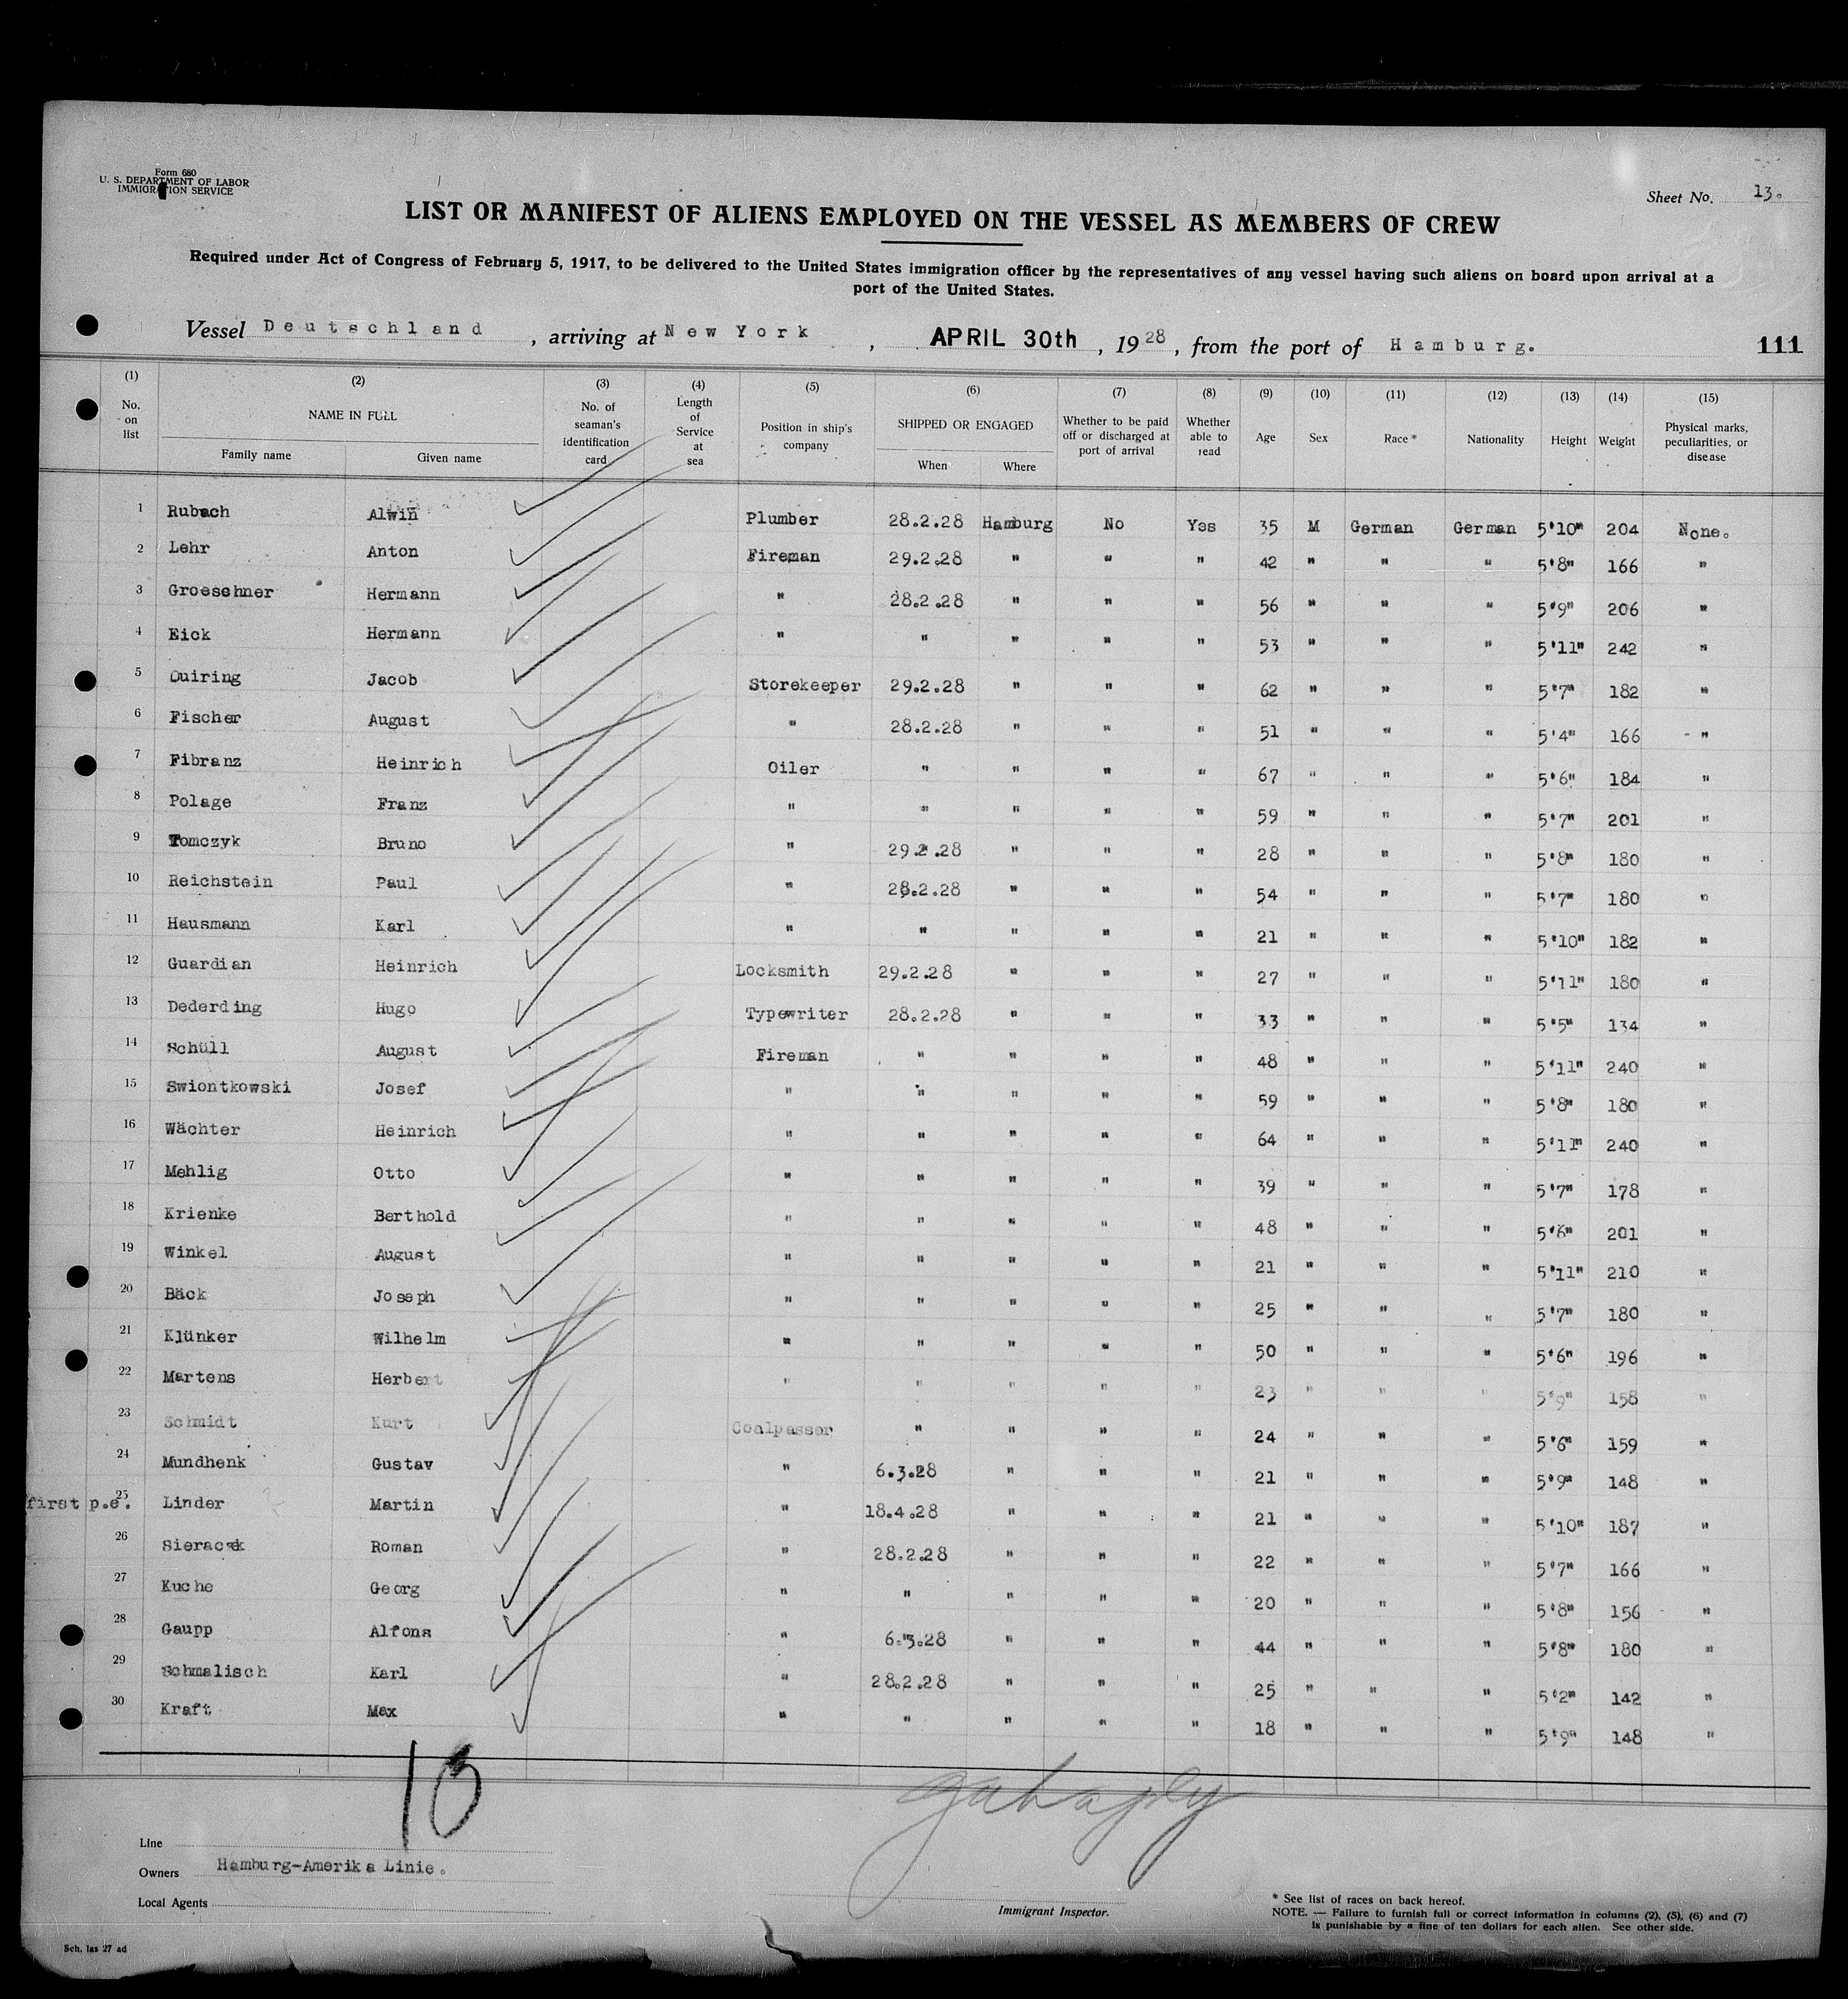 Form 680
U. S. DEPARTMENT OF LABOR
IMMIGRATION SERVICE
Sheet No. 13.
LIST OR MANIFEST OF ALIENS EMPLOYED ON THE VESSEL AS MEMBERS OF CREW
Required under Act of Congress of February 5, 1917, to be delivered to the United States immigration officer by the representatives of any vessel having such aliens on board upon arrival at a
port of the United States.
Vessel Deutschland, arriving at New York, APRIL 30th, 1928, from the port of Hamburg. 111
(1) (2) (3) (4) (5) (6) (7) (8) (9) (10) (11) (12) (13) (14) (15)
No. on list NAME IN FULL Family name Given name No. of seaman's identification card Length of Service at sea Position in ship's company SHIPPED OR ENGAGED When Where Whether to be paid off or discharged at port of arrival Whether able to read Age Sex Race * Nationality Height Weight Physical marks, peculiarities, or disease
1 Rubach Alwin Plumber 28.2.28 Hamburg No Yes 35 M German German 5'10" 204 None.
2 Lehr Anton Fireman 29.2.28 " " " 42 " " " 5'8" 166 "
3 Groeschner Hermann " 28.2.28 " " " 56 " " " 5'9" 206 "
4 Eick Hermann " " " " " 53 " " " 5'11" 242 "
5 Quiring Jacob Storekeeper 29.2.28 " " " 62 " " " 5'7" 182 "
6 Fischer August " 28.2.28 " " " 51 " " " 5'4" 166 "
7 Fibranz Heinrich Oiler " " " " 67 " " " 5'6" 184 "
8 Polage Franz " " " " " 59 " " " 5'7" 201 "
9 Tomczyk Bruno " 29.2.28 " " " 28 " " " 5'8" 180 "
10 Reichstein Paul " 28.2.28 " " " 54 " " " 5'7" 180 "
11 Hausmann Karl " " " " " 21 " " " 5'10" 182 "
12 Guardian Heinrich Locksmith 29.2.28 " " " 27 " " " 5'11" 180 "
13 Dederding Hugo Typewriter 28.2.28 " " " 33 " " " 5'5" 134 "
14 Schüll August Fireman " " " " 48 " " " 5'11" 240 "
15 Swiontkowski Josef " " " " " 59 " " " 5'8" 180 "
16 Wächter Heinrich " " " " " 64 " " " 5'11" 240 "
17 Mehlig Otto " " " " " 39 " " " 5'7" 178 "
18 Krienke Berthold " " " " " 48 " " " 5'6" 201 "
19 Winkel August " " " " " 21 " " " 5'11" 210 "
20 Bäck Joseph " " " " " 25 " " " 5'7" 180 "
21 Klünker Wilhelm " " " " " 50 " " " 5'6" 196 "
22 Martens Herbert " " " " " 23 " " " 5'9" 158 "
23 Schmidt Kurt Coalpasser " " " " 24 " " " 5'6" 159 "
24 Mundhenk Gustav " 6.3.28 " " " 21 " " " 5'9" 148 "
first p.e. 25 Linder Martin " 18.4.28 " " " 21 " " " 5'10" 187 "
26 Sieracek Roman " 28.2.28 " " " 22 " " " 5'7" 166 "
27 Kuche Georg " " " " " 20 " " " 5'8" 156 "
28 Gaupp Alfons " 6.3.28 " " " 44 " " " 5'8" 180 "
29 Schmalisch Karl " 28.2.28 " " " 25 " " " 5'2" 142 "
30 Kraft Max " " " " " 18 " " " 5'9" 148 "
Line
Owners Hamburg-Amerika Linie.
Local Agents
Immigrant Inspector.
* See list of races on back hereof.
NOTE. — Failure to furnish full or correct information in columns (2), (5), (6) and (7)
is punishable by a fine of ten dollars for each alien. See other side.
Sch. las 27 ad